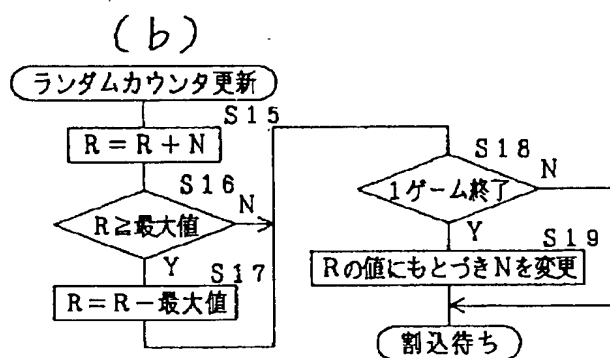 (b)
ランダムカウンタ更新
S15
R=R+N
S16
R≧最大値
N
Y
S17
R=R-最大値
S18
1ゲーム終了
N
Y
S19
Rの値にもとづきNを変更
割込待ち